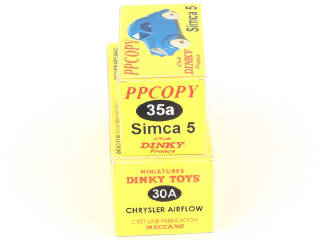 PPCOPY
Simca 5
Club
DINKY
France
PPCOPY
35a
Simca 5
Club
DINKY
France
MINIATURES
DINKY TOYS
30A
CHRYSLER AIRFLOW
C'EST UNE FABRICATION
MECCANO